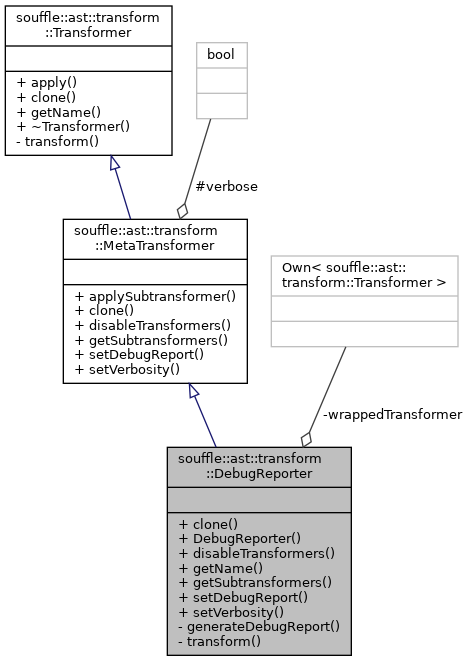 souffle::ast::transform
::Transformer
+ apply()
+ clone()
+ getName()
+ ~Transformer()
- transform()
bool
#verbose
souffle::ast::transform
::MetaTransformer
+ applySubtransformer()
+ clone()
+ disableTransformers()
+ getSubtransformers()
+ setDebugReport()
+ setVerbosity()
Own< souffle::ast::
transform::Transformer >
-wrappedTransformer
souffle::ast::transform
::DebugReporter
+ clone()
+ DebugReporter()
+ disableTransformers()
+ getName()
+ getSubtransformers()
+ setDebugReport()
+ setVerbosity()
- generateDebugReport()
- transform()